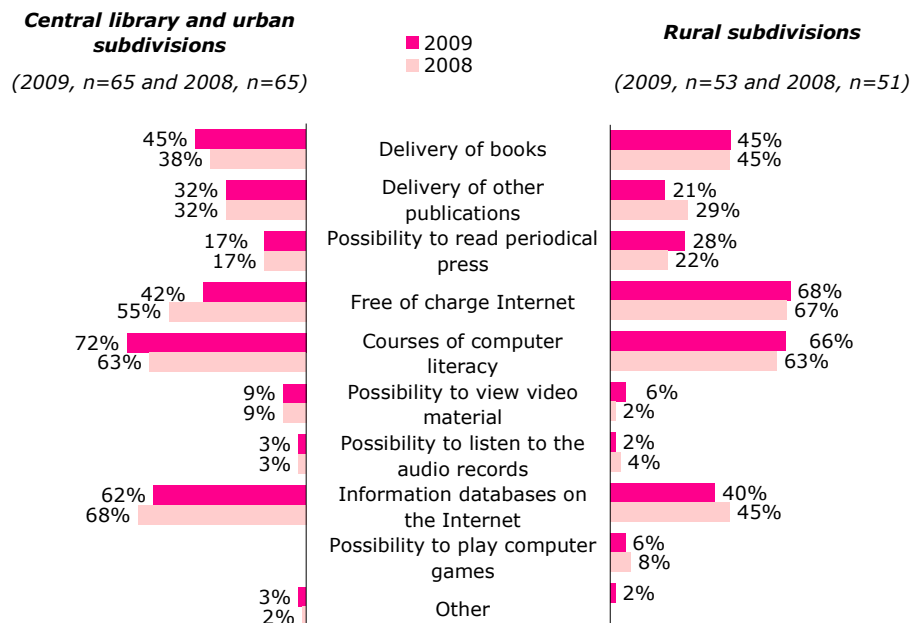 Central library and urban
subdivisions
(2009, n=65 and 2008, n=65)
2009
2008
Rural subdivisions
(2009, n=53 and 2008, n=51)
45%
38%
Delivery of books
45%
45%
32%
32%
Delivery of other
publications
21%
29%
17%
17%
Possibility to read periodical
press
28%
22%
42%
55%
Free of charge Internet
68%
67%
72%
63%
Courses of computer
literacy
66%
63%
9%
9%
Possibility to view video
material
6%
2%
3%
3%
Possibility to listen to the
audio records
2%
4%
62%
68%
Information databases on
the Internet
40%
45%
Possibility to play computer
games
6%
8%
3%
2%
Other
2%